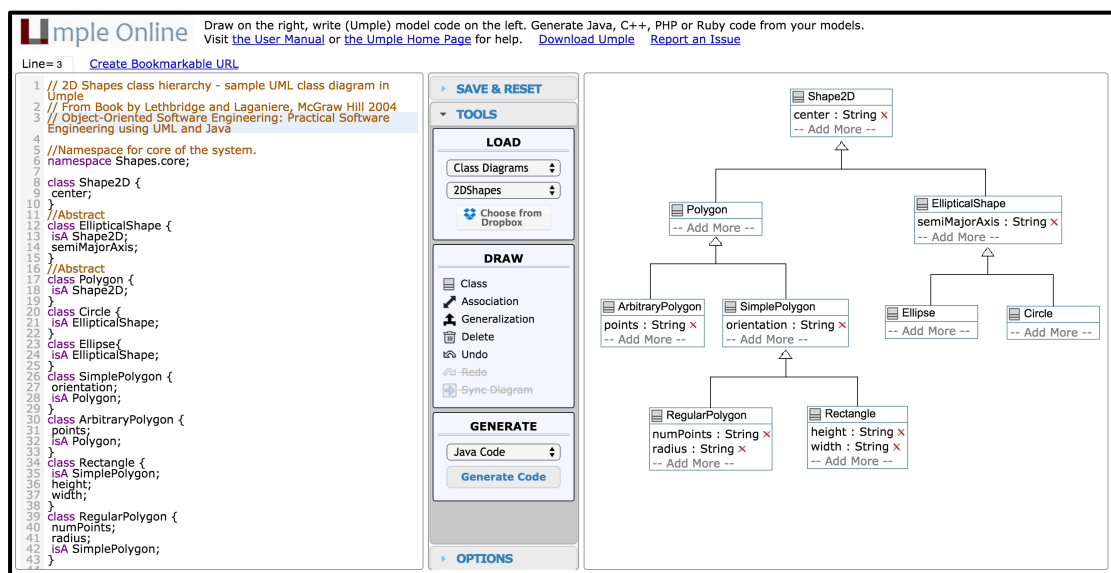 Umple Online
Draw on the right, write (Umple) model code on the left. Generate Java, C++, PHP or Ruby code from your models.
Visit the User Manual or the Umple Home Page for help. Download Umple Report an Issue
Line= 3 Create Bookmarkable URL
1 // 2D Shapes class hierarchy - sample UML class diagram in
Umple
2 // From Book by Lethbridge and Laganiere, McGraw Hill 2004
3 // Object-Oriented Software Engineering: Practical Software
Engineering using UML and Java
4
5 //Namespace for core of the system.
6 namespace Shapes.core;
7
8 class Shape2D {
9 center;
10 }
11 //Abstract
12 class EllipticalShape {
13 isA Shape2D;
14 semiMajorAxis;
15 }
16 //Abstract
17 class Polygon {
18 isA Shape2D;
19 }
20 class Circle {
21 isA EllipticalShape;
22 }
23 class Ellipse{
24 isA EllipticalShape;
25 }
26 class SimplePolygon {
27 orientation;
28 isA Polygon;
29 }
30 class ArbitraryPolygon {
31 points;
32 isA Polygon;
33 }
34 class Rectangle {
35 isA SimplePolygon;
36 height;
37 width;
38 }
39 class RegularPolygon {
40 numPoints;
41 radius;
42 isA SimplePolygon;
43 }
44
SAVE & RESET
TOOLS
LOAD
Class Diagrams
2DShapes
Choose from
Dropbox
DRAW
Class
Association
Generalization
Delete
Undo
Redo
Sync Diagram
GENERATE
Java Code
Generate Code
OPTIONS
Shape2D
center : String X
-- Add More --
Polygon
-- Add More --
EllipticalShape
semiMajorAxis : String X
-- Add More --
ArbitraryPolygon
points : String X
-- Add More --
SimplePolygon
orientation : String X
-- Add More --
Ellipse
-- Add More --
Circle
-- Add More --
RegularPolygon
numPoints : String X
radius : String X
-- Add More --
Rectangle
height : String X
width : String X
-- Add More --